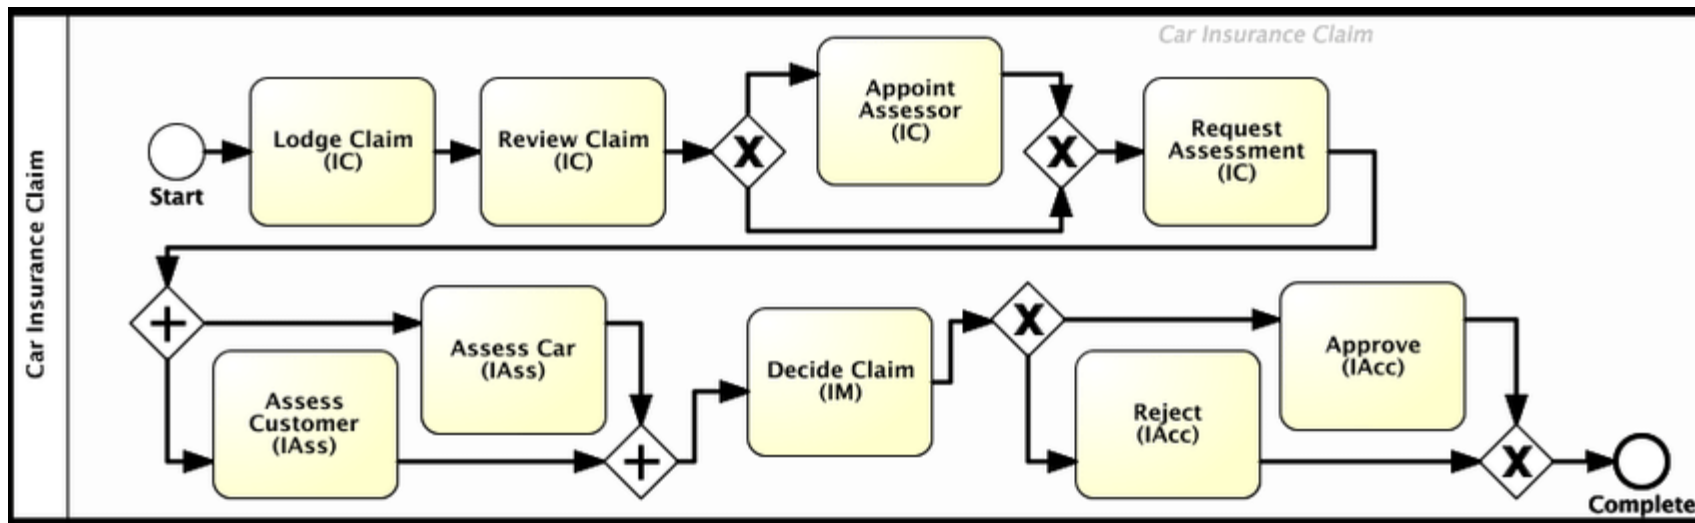 Car Insurance Claim
Car Insurance Claim
Start
Lodge Claim
(IC)
Review Claim
(IC)
X
Appoint
Assessor
(IC)
X
Request
Assessment
(IC)
+
Assess
Customer
(IAss)
Assess Car
(IAss)
+
Decide Claim
(IM)
X
Reject
(IAcc)
Approve
(IAcc)
X
Complete